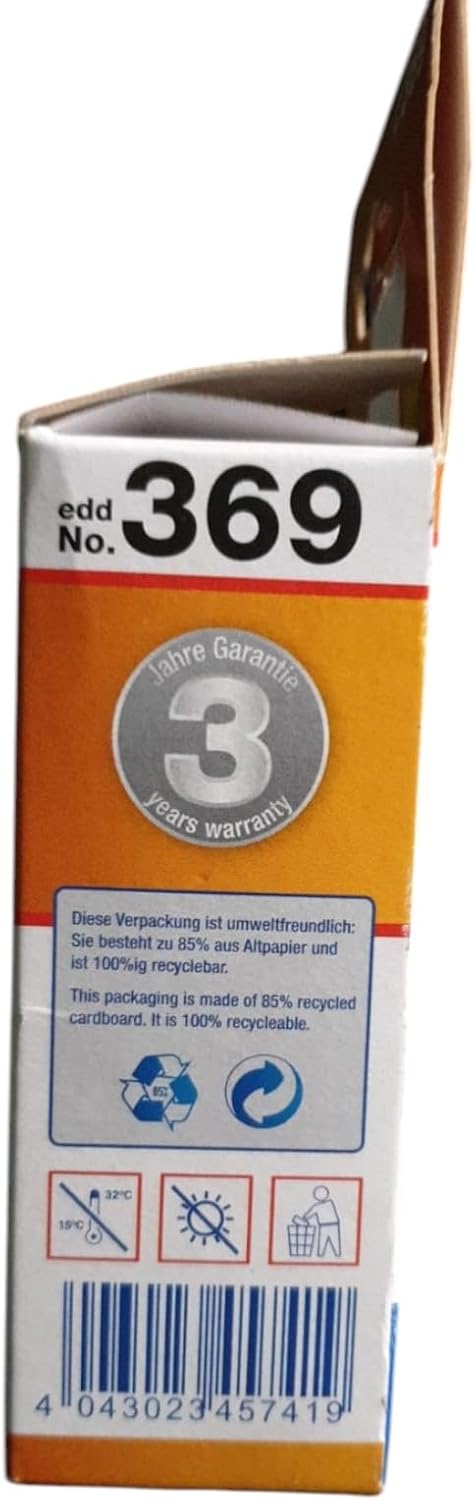 edd
No. 369
Jahre Garantie
3
years warranty
Diese Verpackung ist umweltfreundlich:
Sie besteht zu 85% aus Altpapier und
ist 100%ig recyclebar.
This packaging is made of 85% recycled
cardboard. It is 100% recycleable.
85%
32°C
15°C
4 043023 457419